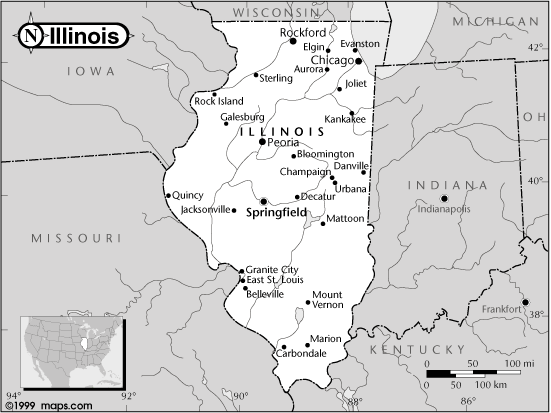 WISCONSIN
MICHIGAN
N Illinois
Rockford
Elgin
Evanston
42°
Chicago
Aurora
IOWA
Sterling
Joliet
Rock Island
Galesburg
Kankakee
OH
ILLINOIS
Peoria
Bloomington
Danville
Champaign
40°
Urbana
INDIANA
Quincy
Decatur
Jacksonville
Springfield
Indianapolis
Mattoon
MISSOURI
Granite City
East St. Louis
Belleville
Mount
Vernon
Frankfort
38°
Marion
Carbondale
KENTUCKY
0 50 100 mi
0 50 100 km
94°
92°
90°
88°
86°
©1999 maps.com